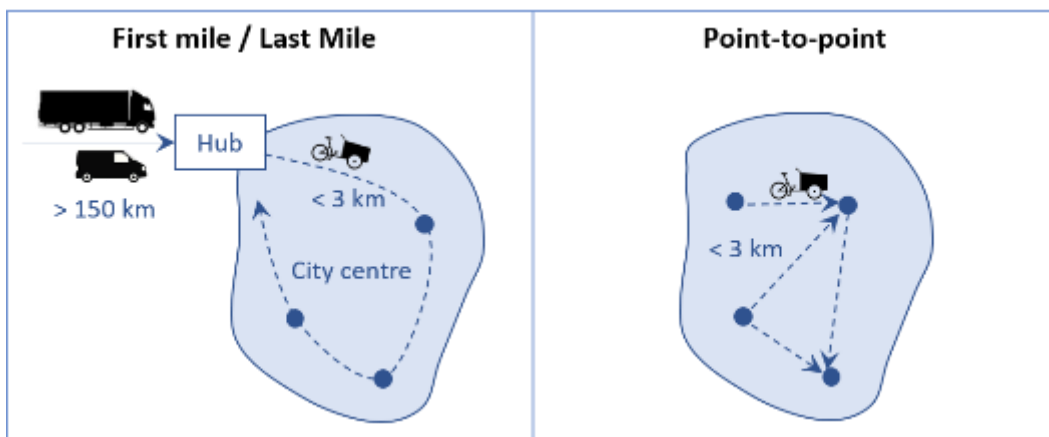 First mile / Last Mile
Hub
> 150 km
< 3 km
City centre
Point-to-point
< 3 km